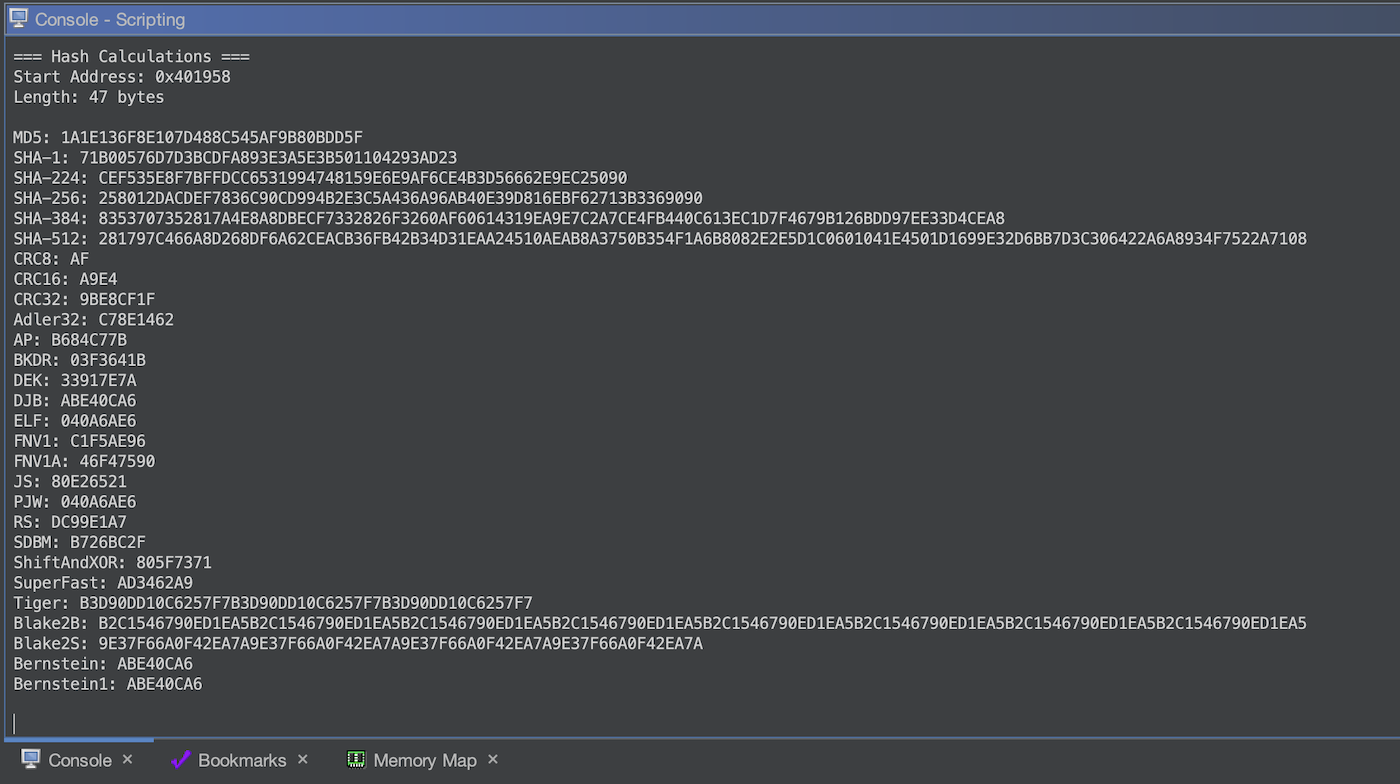 Console - Scripting
=== Hash Calculations ===
Start Address: 0x401958
Length: 47 bytes
MD5: 1A1E136F8E107D488C545AF9B80BDD5F
SHA-1: 71B00576D7D3BCDFA893E3A5E3B501104293AD23
SHA-224: CEF535E8F7BFFDCC6531994748159E6E9AF6CE4B3D56662E9EC25090
SHA-256: 258012DACDEF7836C90CD994B2E3C5A436A96AB40E39D816EBF62713B3369090
SHA-384: 8353707352817A4E8A8DBECF7332826F3260AF60614319EA9E7C2A7CE4FB440C613EC1D7F4679B126BDD97EE33D4CEA8
SHA-512: 281797C466A8D268DF6A62CEACB36FB42B34D31EAA24510AEAB8A3750B354F1A6B8082E2E5D1C0601041E4501D1699E32D6BB7D3C306422A6A8934F7522A7108
CRC8: AF
CRC16: A9E4
CRC32: 9BE8CF1F
Adler32: C78E1462
AP: B684C77B
BKDR: 03F3641B
DEK: 33917E7A
DJB: ABE40CA6
ELF: 040A6AE6
FNV1: C1F5AE96
FNV1A: 46F47590
JS: 80E26521
PJW: 040A6AE6
RS: DC99E1A7
SDBM: B726BC2F
ShiftAndXOR: 805F7371
SuperFast: AD3462A9
Tiger: B3D90DD10C6257F7B3D90DD10C6257F7B3D90DD10C6257F7
Blake2B: B2C1546790ED1EA5B2C1546790ED1EA5B2C1546790ED1EA5B2C1546790ED1EA5B2C1546790ED1EA5B2C1546790ED1EA5B2C1546790ED1EA5B2C1546790ED1EA5
Blake2S: 9E37F66A0F42EA7A9E37F66A0F42EA7A9E37F66A0F42EA7A9E37F66A0F42EA7A
Bernstein: ABE40CA6
Bernstein1: ABE40CA6
Console × Bookmarks × Memory Map ×